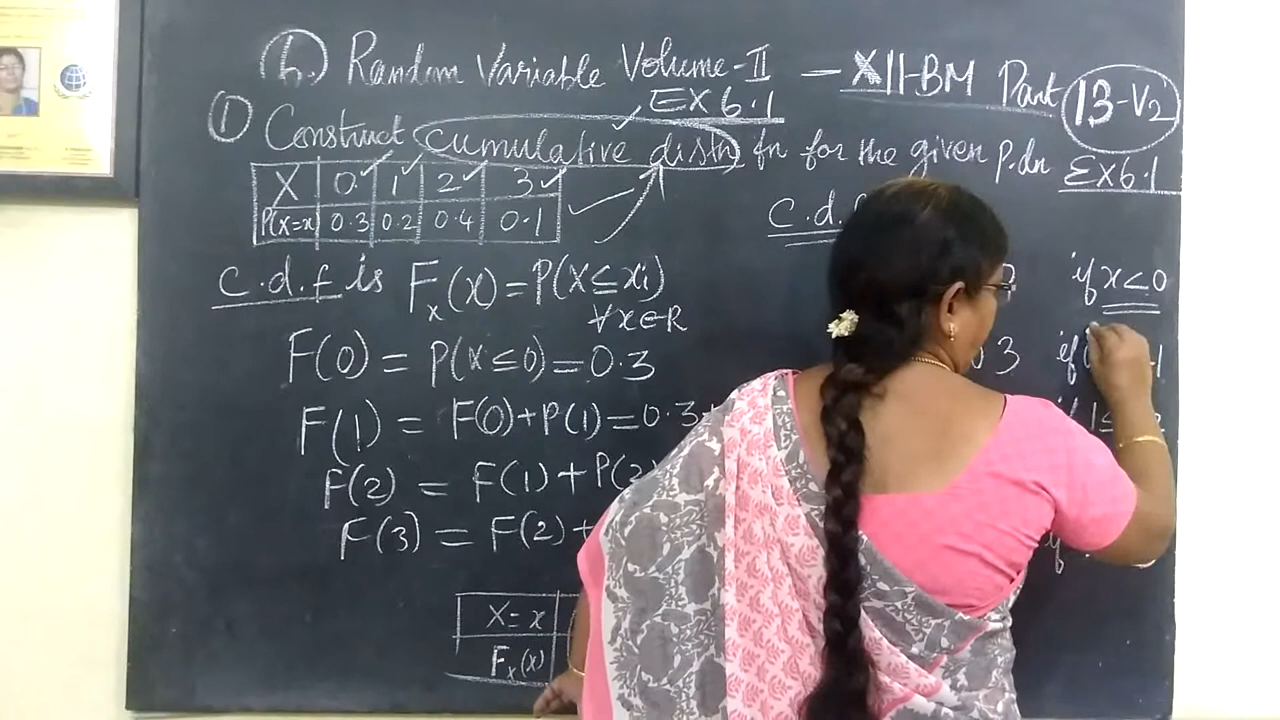 6. Random Variable Volume-II — XII-BM Part 13-V2
EX 6.1
① Construct cumulative distn fn for the given p.dn EX6.1
X 0 1 2 3
P(X=x) 0.3 0.2 0.4 0.1
C.d.f
c.d.f is Fx(x) = P(X≤xi)
∀x∈R
if x≤0
F(0) = P(X≤0) = 0.3
3 if 1
F(1) = F(0)+P(1) = 0.3+
1≤ 2
F(2) = F(1)+P(2)
F(3) = F(2)+
X=x
Fx(x)